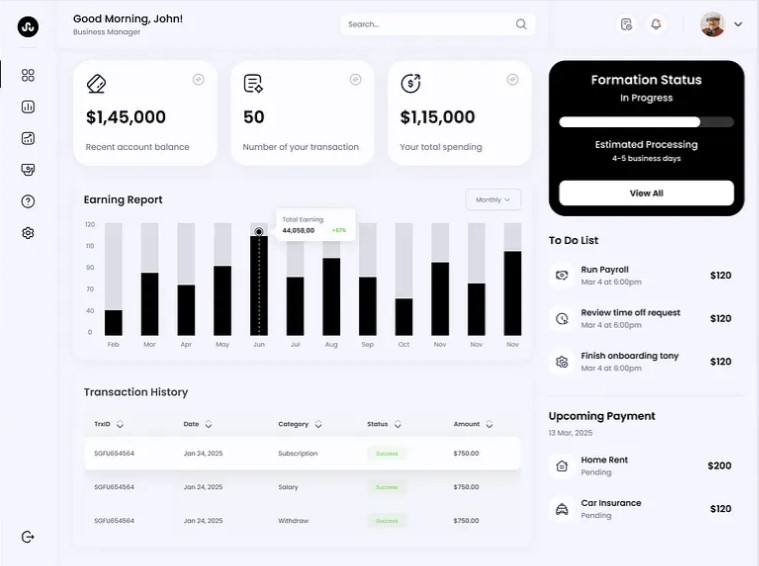 Good Morning, John!
Business Manager
Search...
$1,45,000
Recent account balance
50
Number of your transaction
$1,15,000
Your total spending
Formation Status
In Progress
Estimated Processing
4-5 business days
View All
Earning Report
Monthly
Total Earning
44,058,00
120
110
90
70
40
0
Feb Mar Apr May Jun Jul Aug Sep Oct Nov Nov Nov
To Do List
Run Payroll $120
Mar 4 at 6:00pm
Review time off request $120
Mar 4 at 6:00pm
Finish onboarding tony $120
Mar 4 at 6:00pm
Transaction History
TrxID Date Category Status Amount
SGFU654564 Jan 24, 2025 Subscription Success $750.00
SGFU654564 Jan 24, 2025 Salary Success $750.00
SGFU654564 Jan 24, 2025 Withdraw Success $750.00
Upcoming Payment
13 Mar, 2025
Home Rent $200
Pending
Car Insurance $120
Pending